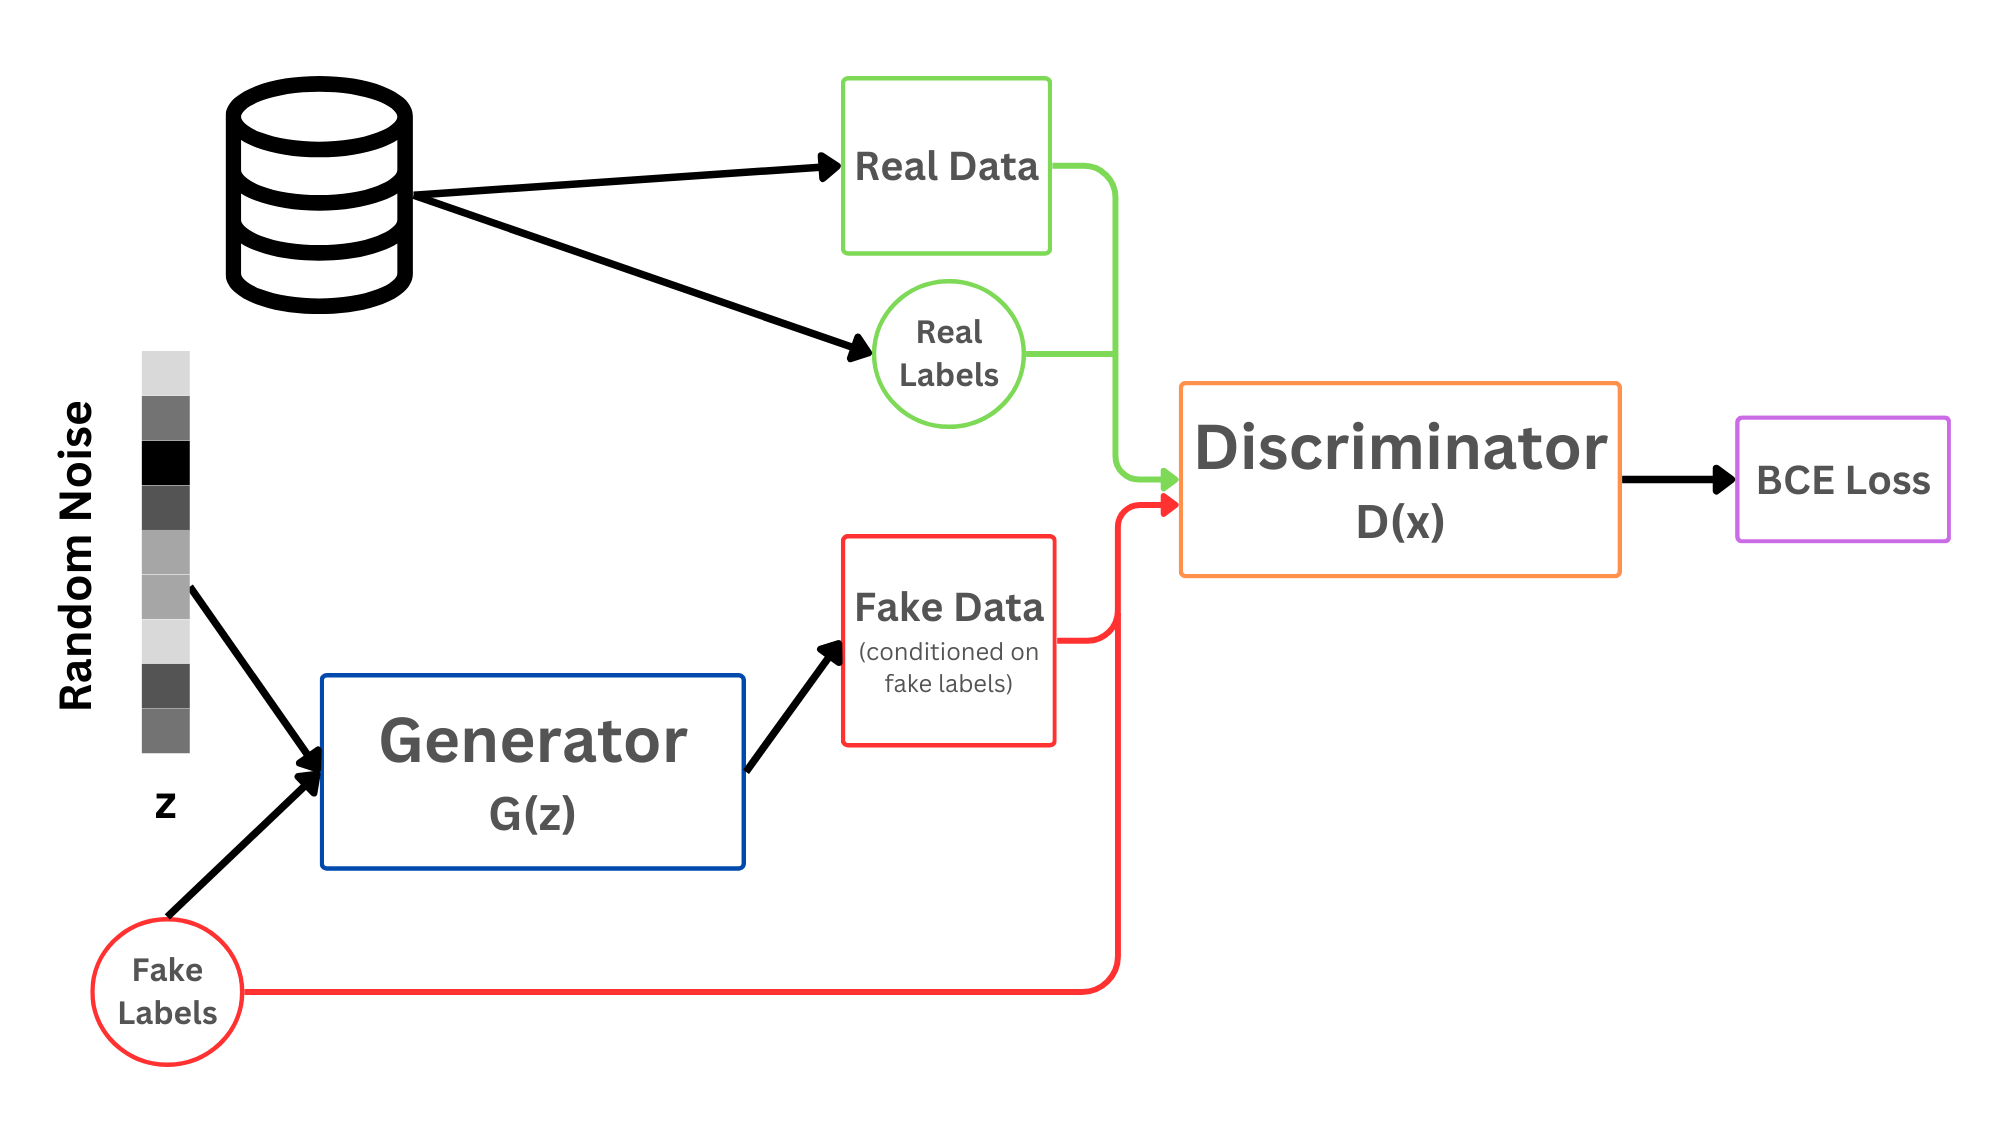 Real Data
Real
Labels
Random Noise
z
Discriminator
D(x)
BCE Loss
Fake Data
(conditioned on
fake labels)
Generator
G(z)
Fake
Labels